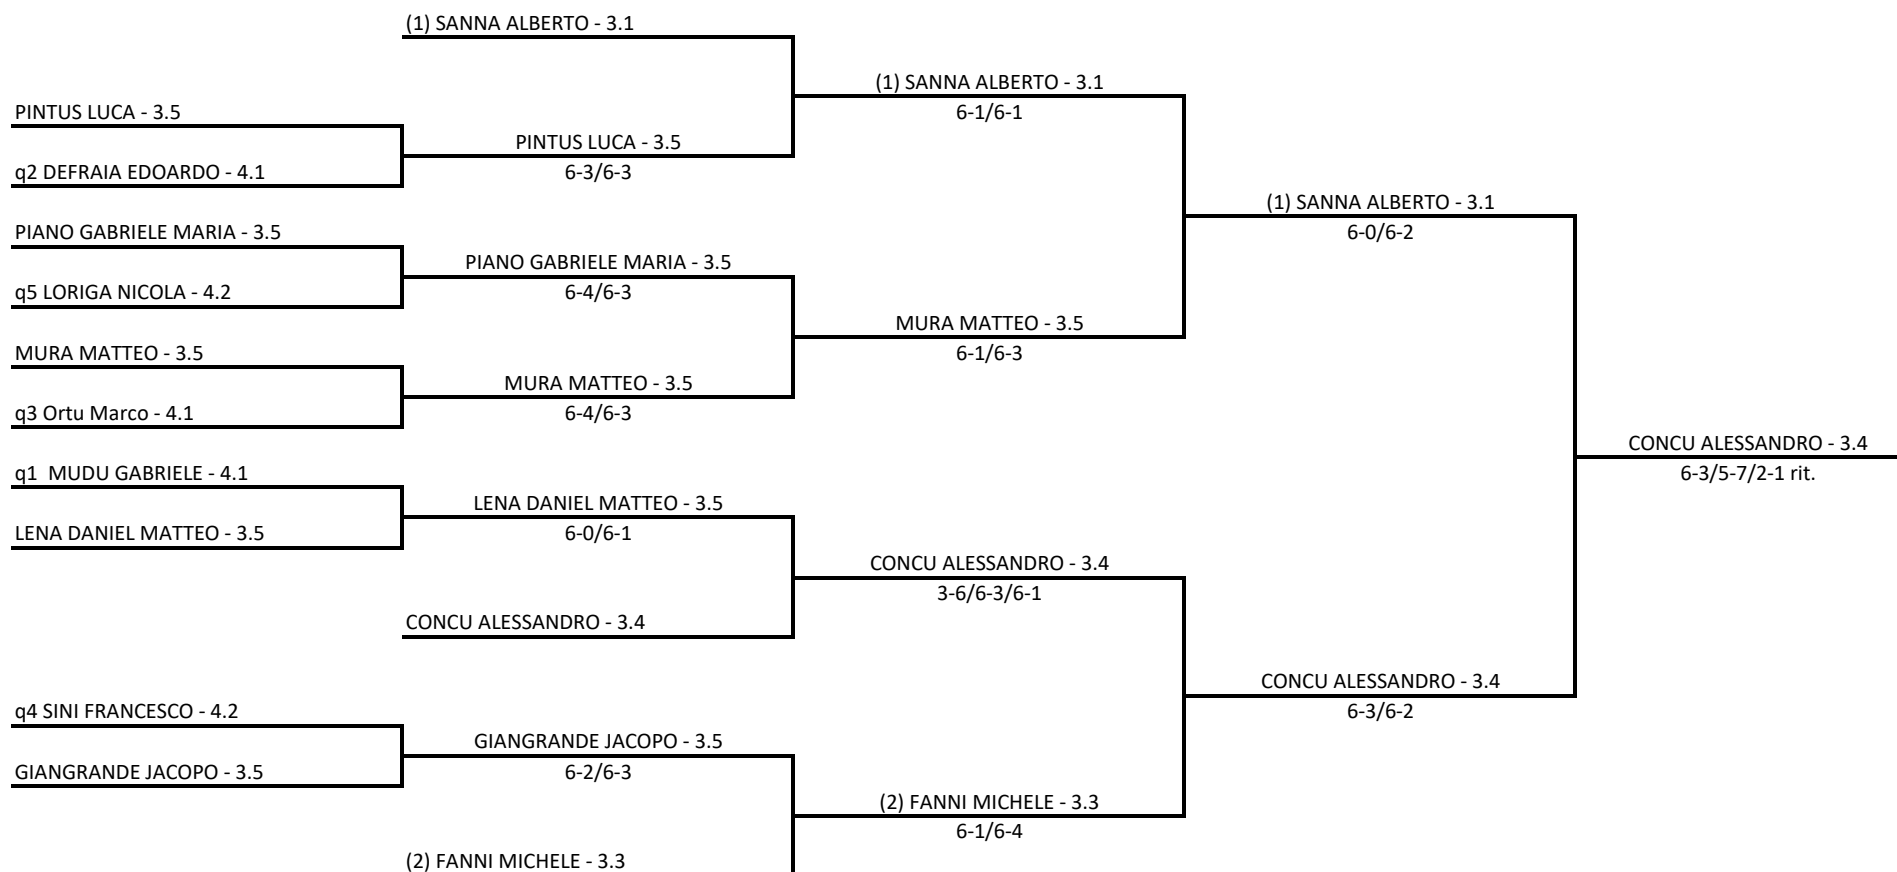 (1) SANNA ALBERTO - 3.1
(1) SANNA ALBERTO - 3.1
PINTUS LUCA - 3.5
6-1/6-1
PINTUS LUCA - 3.5
q2 DEFRAIA EDOARDO - 4.1
6-3/6-3
(1) SANNA ALBERTO - 3.1
PIANO GABRIELE MARIA - 3.5
6-0/6-2
PIANO GABRIELE MARIA - 3.5
q5 LORIGA NICOLA - 4.2
6-4/6-3
MURA MATTEO - 3.5
MURA MATTEO - 3.5
6-1/6-3
MURA MATTEO - 3.5
q3 Ortu Marco - 4.1
6-4/6-3
CONCU ALESSANDRO - 3.4
q1  MUDU GABRIELE - 4.1
6-3/5-7/2-1 rit.
LENA DANIEL MATTEO - 3.5
LENA DANIEL MATTEO - 3.5
6-0/6-1
CONCU ALESSANDRO - 3.4
3-6/6-3/6-1
CONCU ALESSANDRO - 3.4
CONCU ALESSANDRO - 3.4
q4 SINI FRANCESCO - 4.2
6-3/6-2
GIANGRANDE JACOPO - 3.5
GIANGRANDE JACOPO - 3.5
6-2/6-3
(2) FANNI MICHELE - 3.3
6-1/6-4
(2) FANNI MICHELE - 3.3